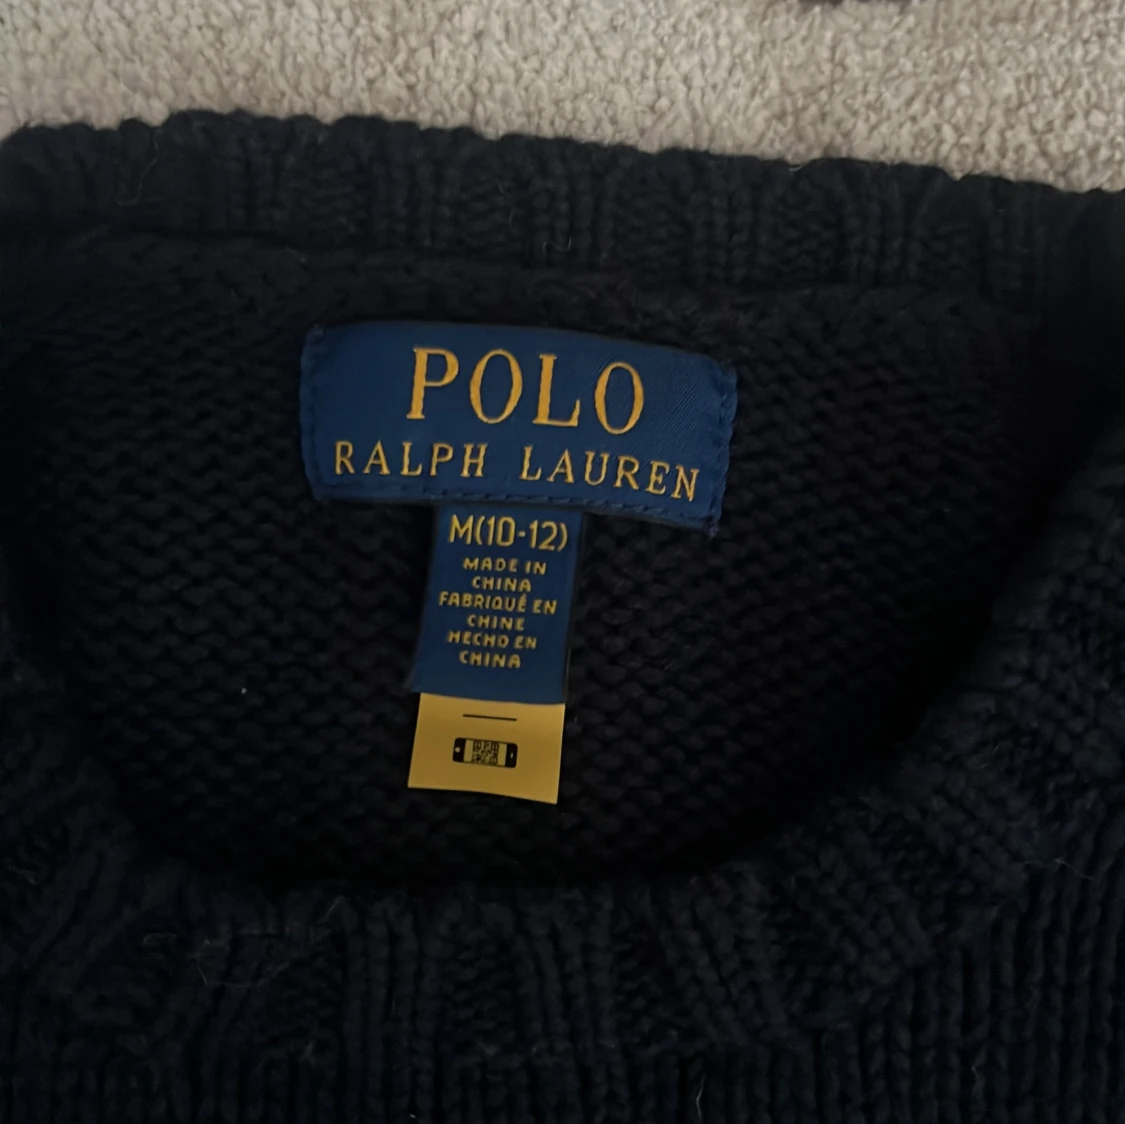 POLO
RALPH LAUREN
M(10-12)
MADE IN
CHINA
FABRIQUÉ EN
CHINE
HECHO EN
CHINA